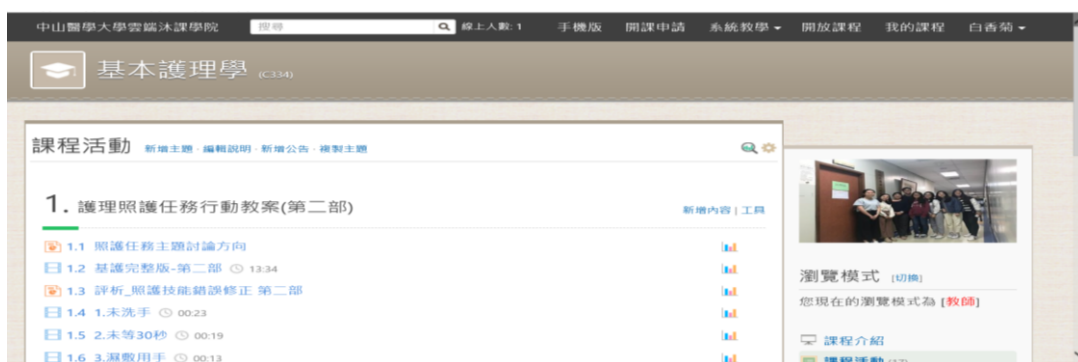 中山醫學大學雲端沐課學院 搜尋 線上人數: 1 手機版 開課申請 系統教學 開放課程 我的課程 白香菊
基本護理學 (C334)
課程活動 新增主題 · 編輯說明 · 新增公告 · 複製主題
1. 護理照護任務行動教案(第二部) 新增內容 | 工具
1.1 照護任務主題討論方向
1.2 基護完整版-第二部 13:34
1.3 評析_照護技能錯誤修正 第二部
1.4 1.未洗手 00:23
1.5 2.未等30秒 00:19
1.6 3.濕敷用手 00:13
瀏覽模式 [切換]
您現在的瀏覽模式為 [教師]
課程介紹
課程活動 (17)